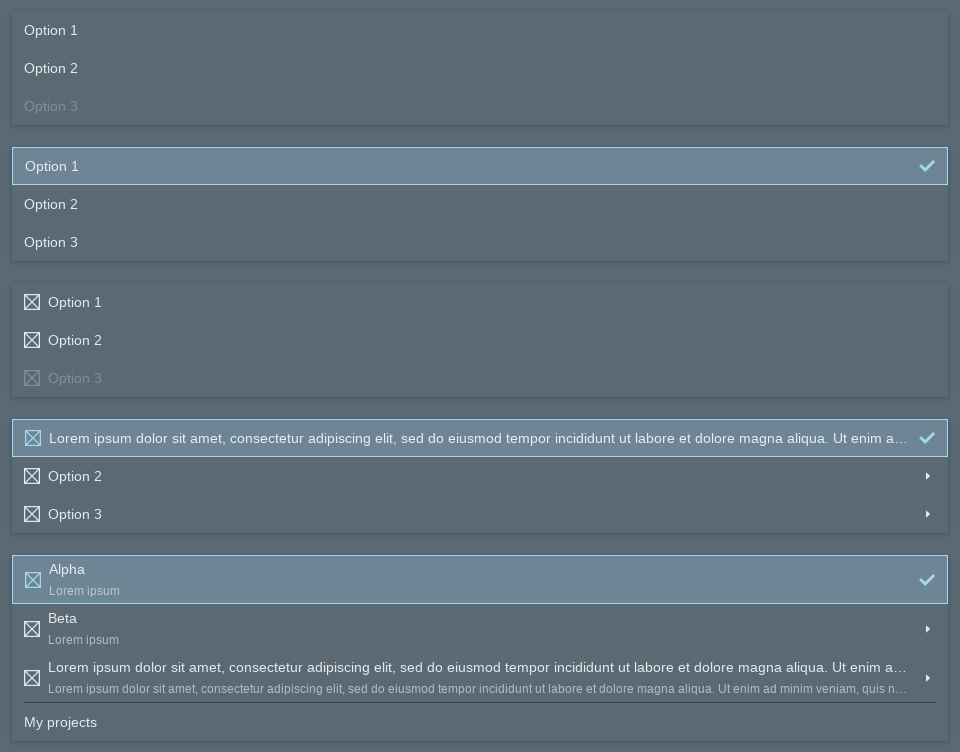 Option 1
Option 2
Option 3
Option 1
Option 2
Option 3
Option 1
Option 2
Option 3
Lorem ipsum dolor sit amet, consectetur adipiscing elit, sed do eiusmod tempor incididunt ut labore et dolore magna aliqua. Ut enim a…
Option 2
Option 3
Alpha
Lorem ipsum
Beta
Lorem ipsum
Lorem ipsum dolor sit amet, consectetur adipiscing elit, sed do eiusmod tempor incididunt ut labore et dolore magna aliqua. Ut enim a…
Lorem ipsum dolor sit amet, consectetur adipiscing elit, sed do eiusmod tempor incididunt ut labore et dolore magna aliqua. Ut enim ad minim veniam, quis n…
My projects